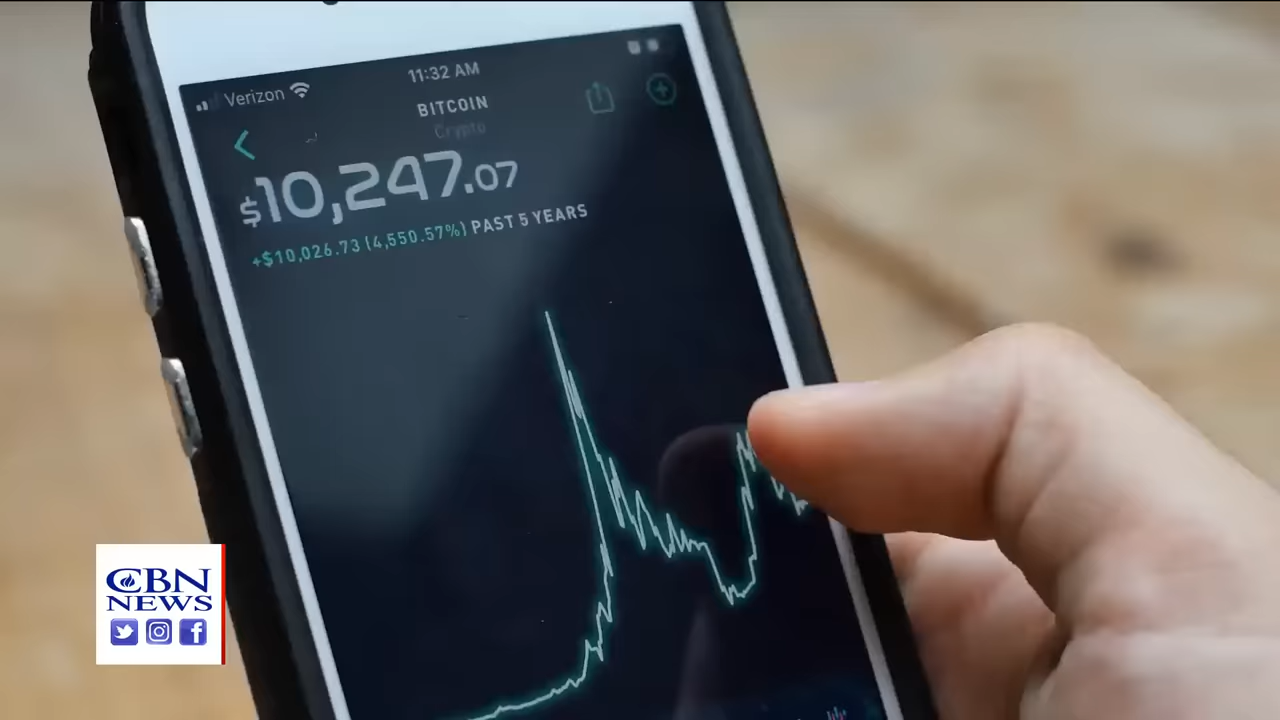 Verizon
11:32 AM
BITCOIN
Crypto
$10,247.07
+$10,026.73 (4,550.57%) PAST 5 YEARS
CBN
NEWS